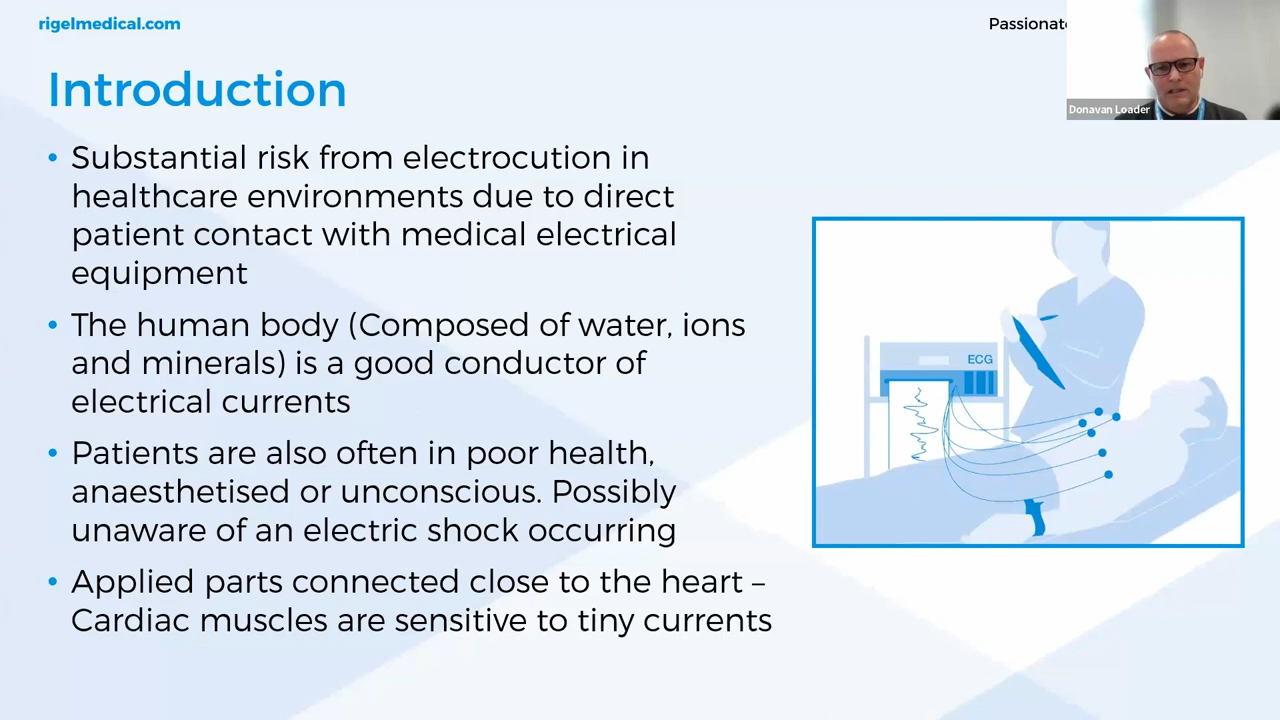 rigelmedical.com
Passionate
Donavan Loader
Introduction
• Substantial risk from electrocution in
healthcare environments due to direct
patient contact with medical electrical
equipment
• The human body (Composed of water, ions
and minerals) is a good conductor of
electrical currents
• Patients are also often in poor health,
anaesthetised or unconscious. Possibly
unaware of an electric shock occurring
• Applied parts connected close to the heart –
Cardiac muscles are sensitive to tiny currents
ECG